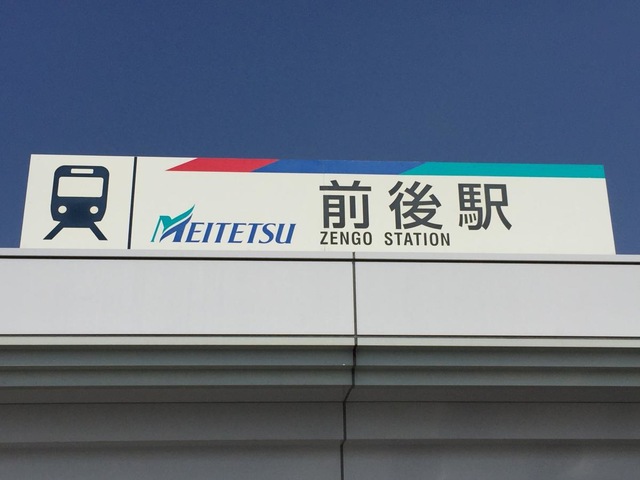 MEITETSU
前後駅
ZENGO STATION